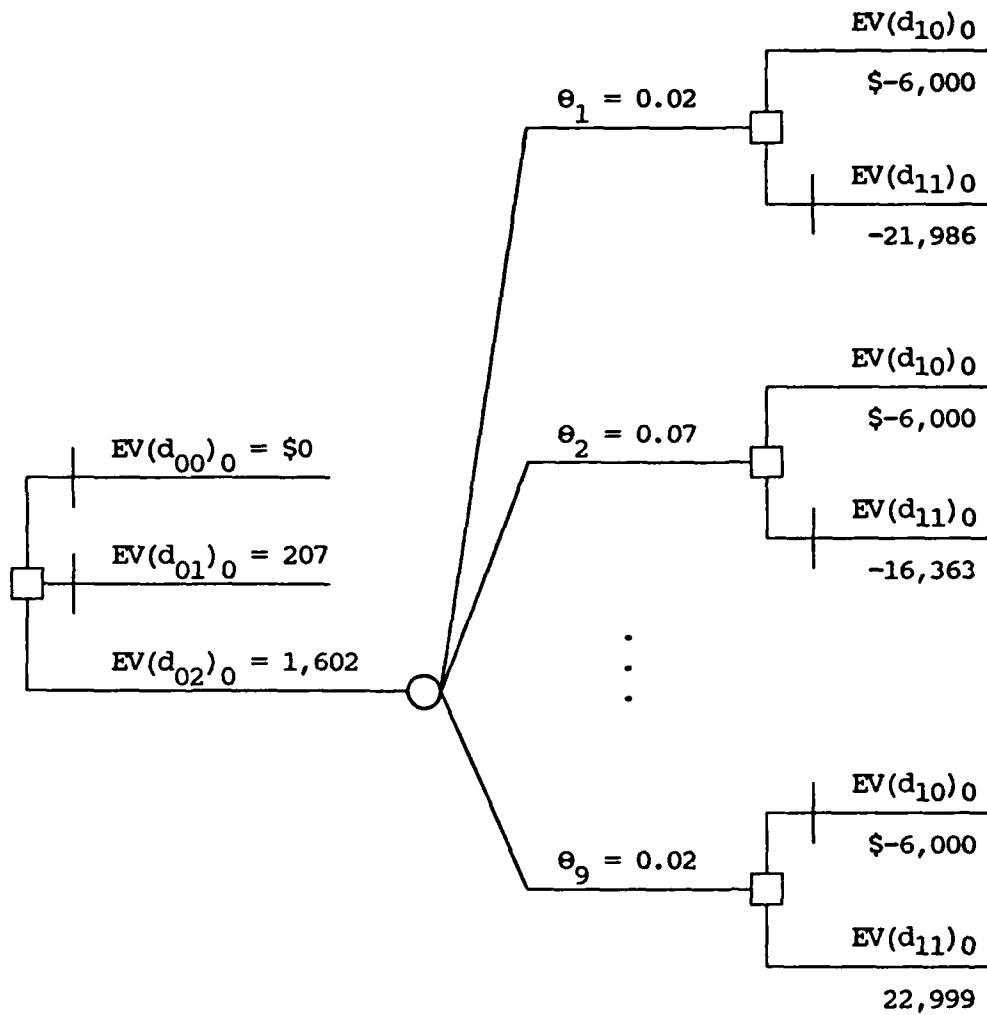 EV(d10)0
$-6,000
θ1 = 0.02
EV(d11)0
-21,986
EV(d10)0
$-6,000
θ2 = 0.07
EV(d11)0
-16,363
EV(d00)0 = $0
EV(d01)0 = 207
EV(d02)0 = 1,602
EV(d10)0
$-6,000
θ9 = 0.02
EV(d11)0
22,999